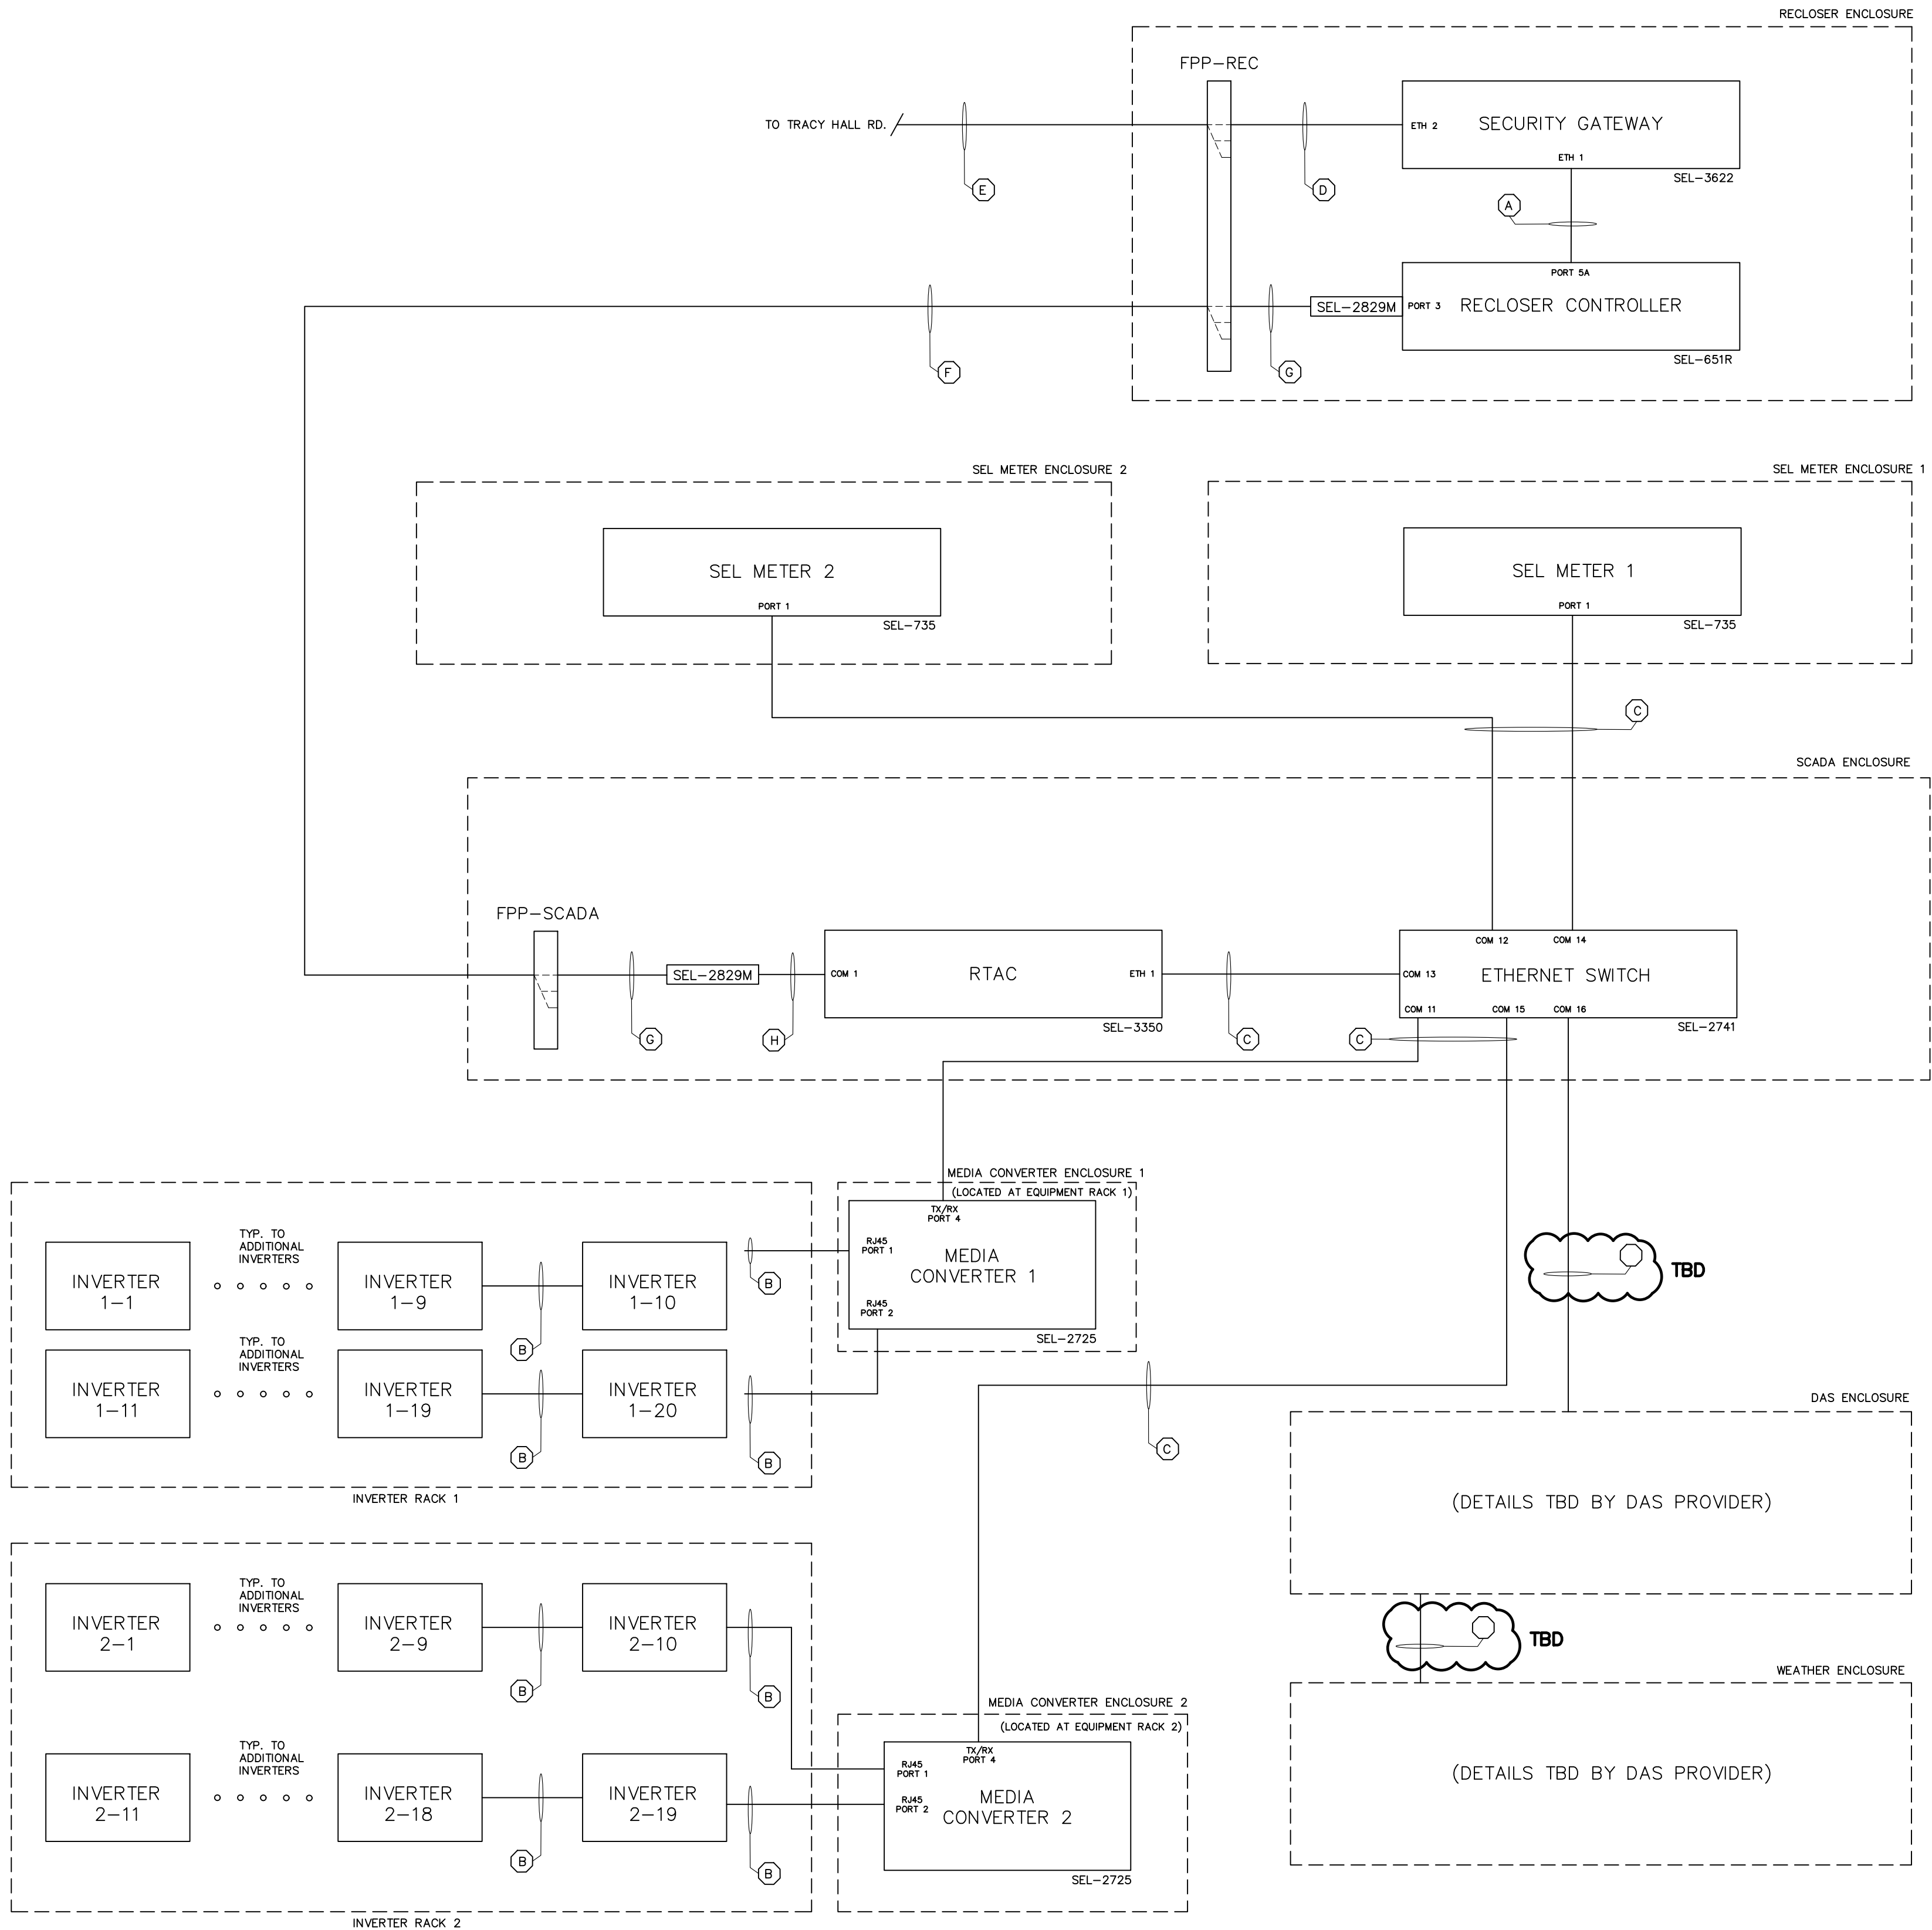 RECLOSER ENCLOSURE
FPP-REC
TO TRACY HALL RD.
ETH 2
SECURITY GATEWAY
ETH 1
SEL-3622
E
D
A
PORT 5A
SEL-2829M
PORT 3
RECLOSER CONTROLLER
SEL-651R
F
G
SEL METER ENCLOSURE 2
SEL METER ENCLOSURE 1
SEL METER 2
PORT 1
SEL-735
SEL METER 1
PORT 1
SEL-735
C
SCADA ENCLOSURE
FPP-SCADA
SEL-2829M
COM 1
RTAC
ETH 1
SEL-3350
COM 12
COM 14
COM 13
ETHERNET SWITCH
COM 11
COM 15
COM 16
SEL-2741
G
H
C
C
MEDIA CONVERTER ENCLOSURE 1
(LOCATED AT EQUIPMENT RACK 1)
TX/RX
PORT 4
RJ45
PORT 1
MEDIA
CONVERTER 1
RJ45
PORT 2
SEL-2725
TYP. TO
ADDITIONAL
INVERTERS
INVERTER
1-1
INVERTER
1-9
INVERTER
1-10
B
B
TYP. TO
ADDITIONAL
INVERTERS
INVERTER
1-11
INVERTER
1-19
INVERTER
1-20
B
B
INVERTER RACK 1
TBD
C
DAS ENCLOSURE
(DETAILS TBD BY DAS PROVIDER)
TBD
WEATHER ENCLOSURE
(DETAILS TBD BY DAS PROVIDER)
TYP. TO
ADDITIONAL
INVERTERS
INVERTER
2-1
INVERTER
2-9
INVERTER
2-10
B
B
MEDIA CONVERTER ENCLOSURE 2
(LOCATED AT EQUIPMENT RACK 2)
TX/RX
PORT 4
RJ45
PORT 1
RJ45
PORT 2
MEDIA
CONVERTER 2
SEL-2725
TYP. TO
ADDITIONAL
INVERTERS
INVERTER
2-11
INVERTER
2-18
INVERTER
2-19
B
B
INVERTER RACK 2